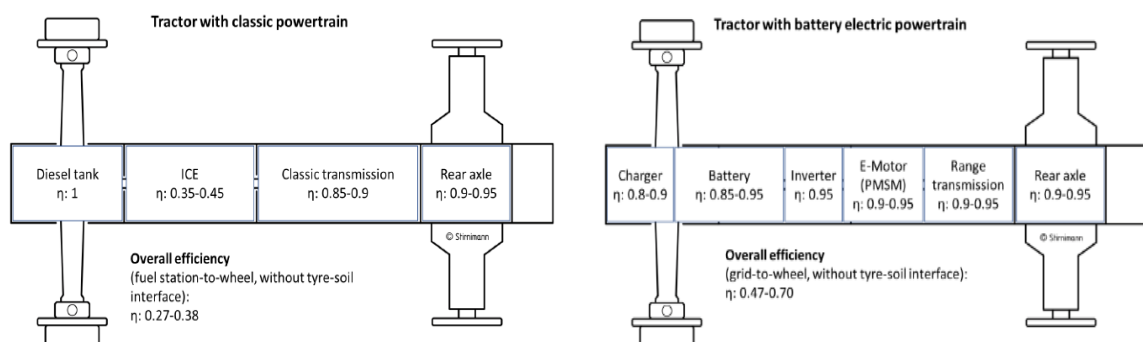 Tractor with classic powertrain
Diesel tank
η: 1
ICE
η: 0.35-0.45
Classic transmission
η: 0.85-0.9
Rear axle
η: 0.9-0.95
© Stirnimann
Overall efficiency
(fuel station-to-wheel, without tyre-soil
interface):
η: 0.27-0.38
Tractor with battery electric powertrain
Charger
η: 0.8-0.9
Battery
η: 0.85-0.95
Inverter
η: 0.95
E-Motor
(PMSM)
η: 0.9-0.95
Range
transmission
η: 0.9-0.95
Rear axle
η: 0.9-0.95
© Stirnimann
Overall efficiency
(grid-to-wheel, without tyre-soil interface):
η: 0.47-0.70